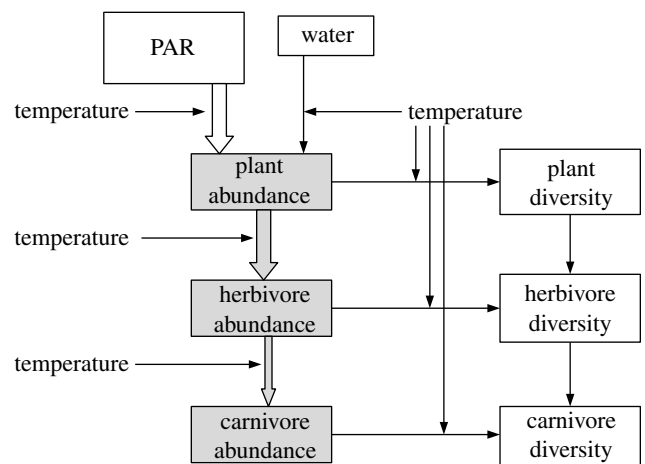 PAR
water
temperature
temperature
plant
abundance
plant
diversity
temperature
herbivore
abundance
herbivore
diversity
temperature
carnivore
abundance
carnivore
diversity